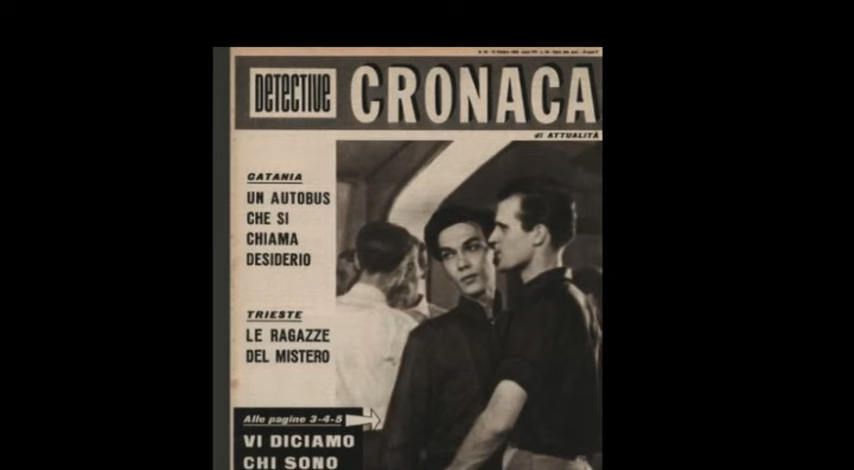 DETECTIVE CRONACA
di ATTUALITÀ
CATANIA
UN AUTOBUS
CHE SI
CHIAMA
DESIDERIO
TRIESTE
LE RAGAZZE
DEL MISTERO
Alle pagine 3-4-5
VI DICIAMO
CHI SONO